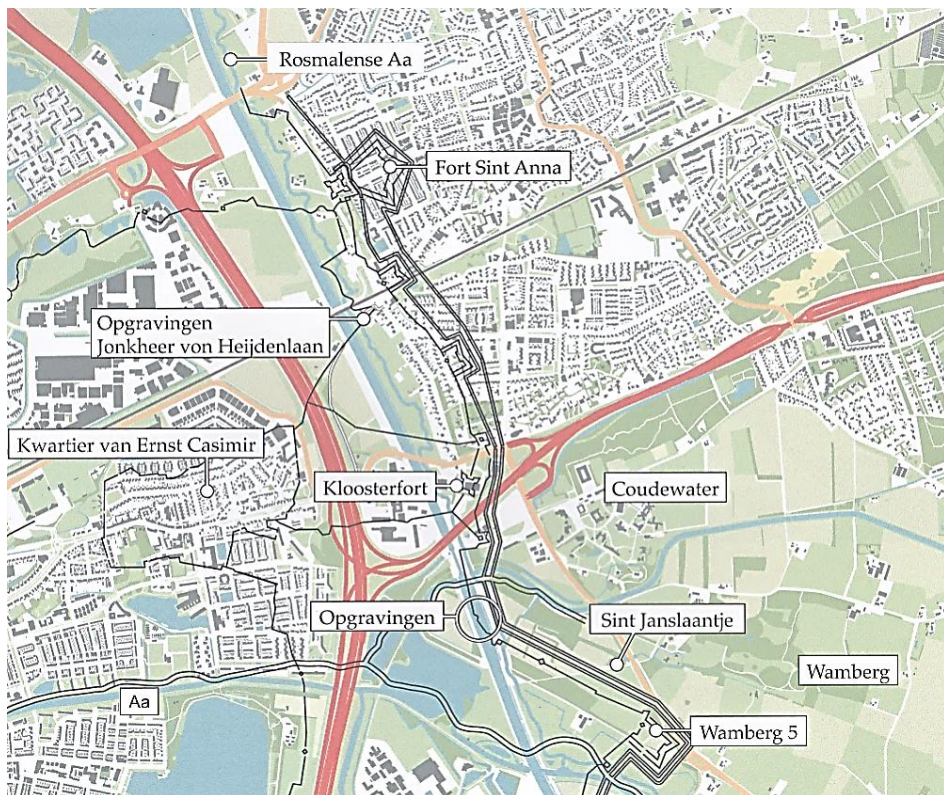 Rosmalense Aa
Fort Sint Anna
Opgravingen
Jonkheer von Heijdenlaan
Kwartier van Ernst Casimir
Kloosterfort
Coudewater
Opgravingen
Sint Janslaantje
Wamberg
Aa
Wamberg 5